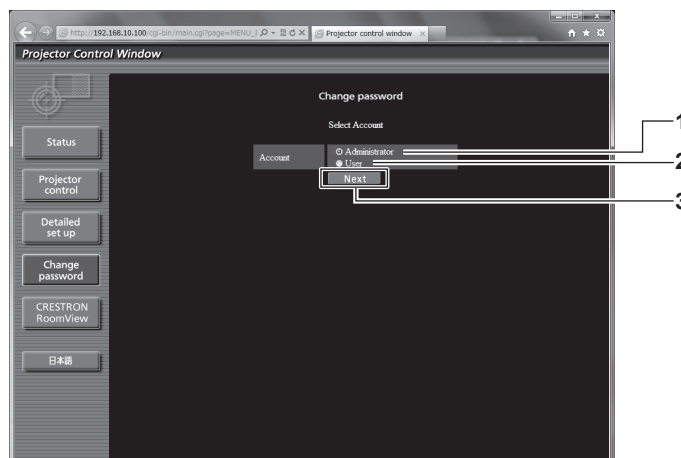 http://192.168.10.100/cgi-bin/main.cgi?page=MENU_I
Projector control window
Projector Control Window
Change password
Select Account
Account
Administrator
User
Next
Status
Projector
control
Detailed
set up
Change
password
CRESTRON
RoomView
日本語
1
2
3